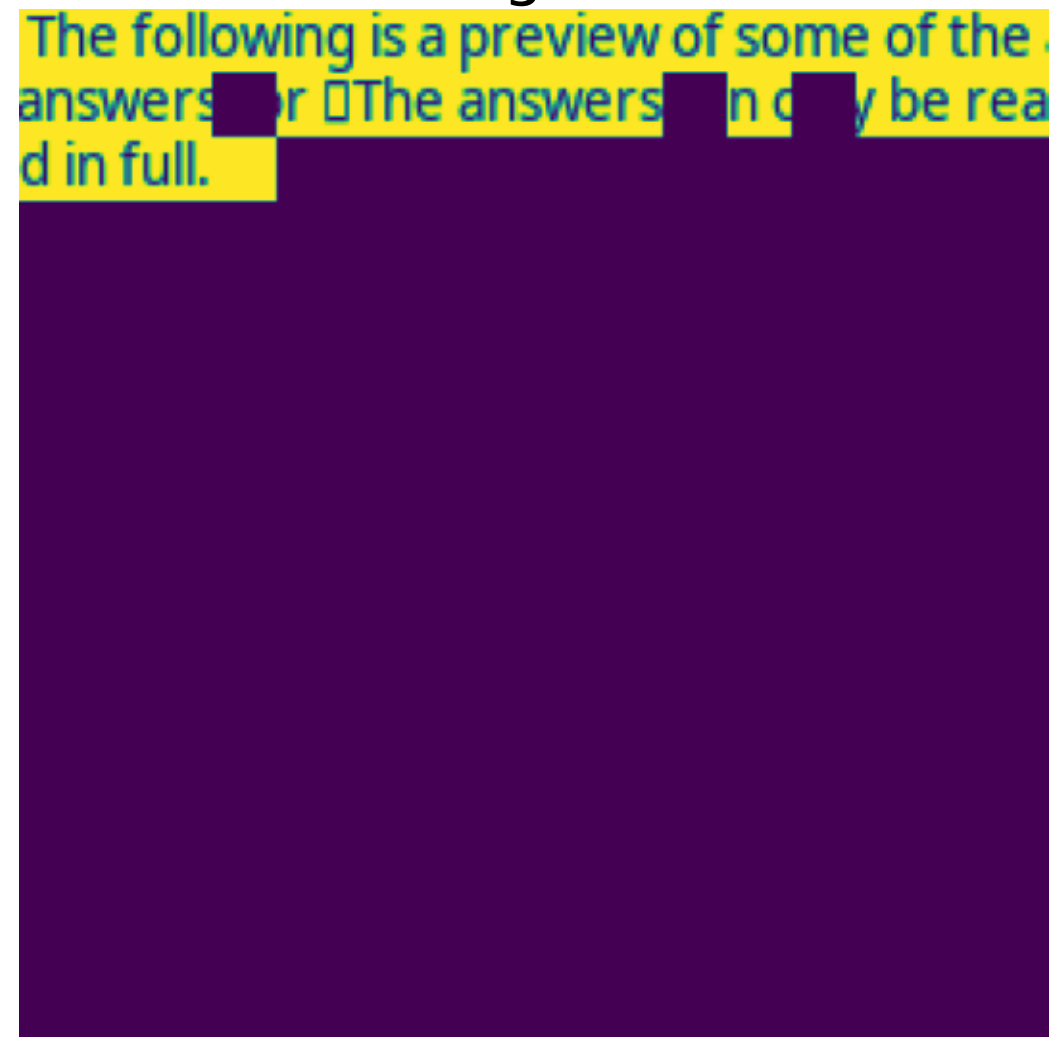 The following is a preview of some of the
answers r ▯The answers n y be rea
d in full.